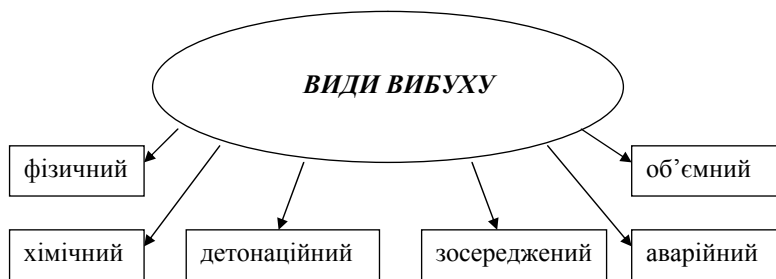 ВИДИ ВИБУХУ
фізичний
об’ємний
хімічний
детонаційний
зосереджений
аварійний